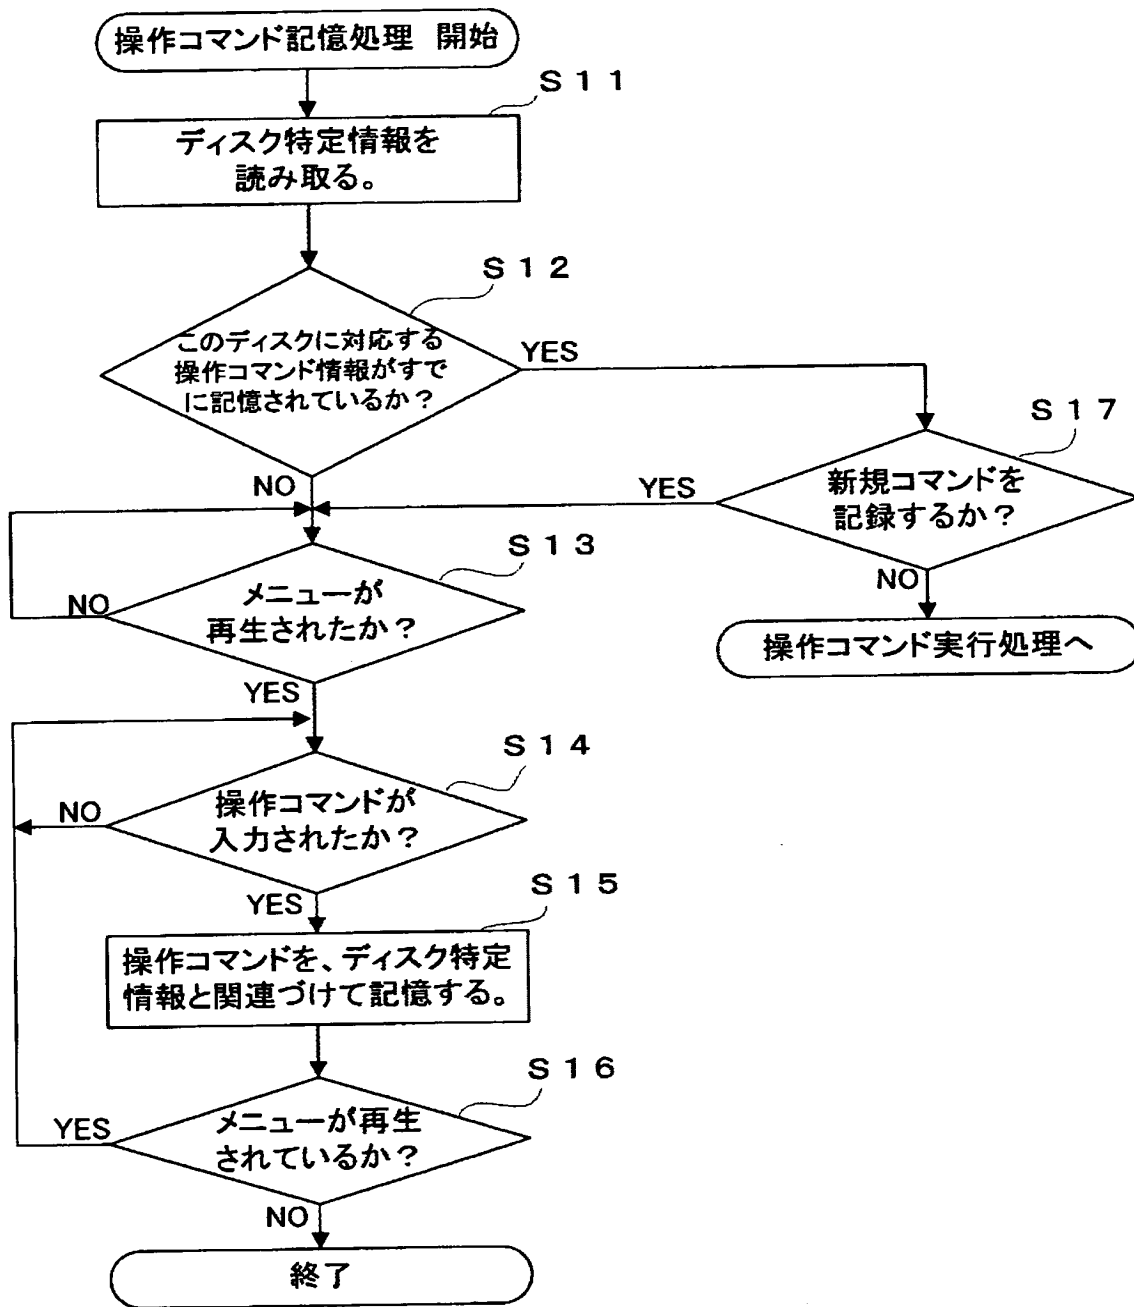 操作コマンド記憶処理 開始
S11
ディスク特定情報を
読み取る。
S12
このディスクに対応する
操作コマンド情報がすで
に記憶されているか？
YES
NO
S17
新規コマンドを
記録するか？
YES
NO
操作コマンド実行処理へ
S13
メニューが
再生されたか？
NO
YES
S14
操作コマンドが
入力されたか？
NO
YES
S15
操作コマンドを、ディスク特定
情報と関連づけて記憶する。
S16
メニューが再生
されているか？
YES
NO
終了